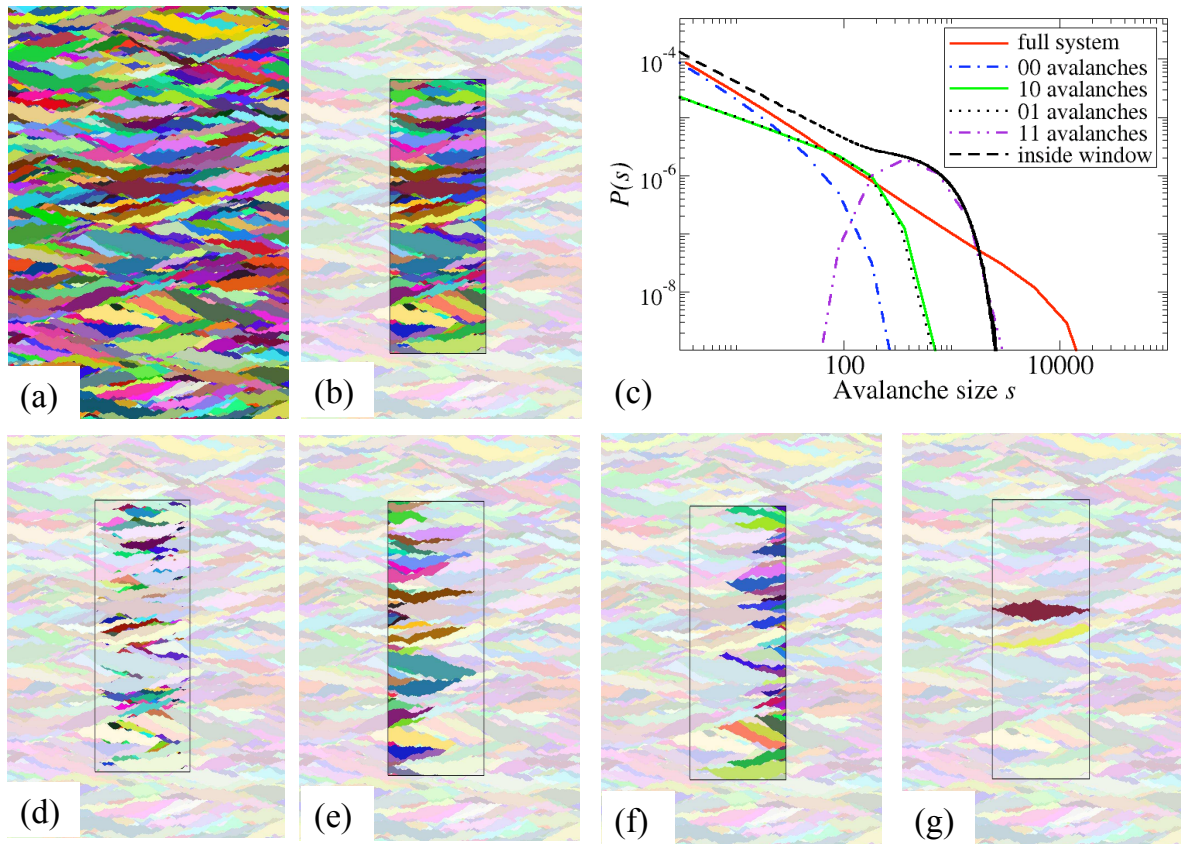 (a)
(b)
10⁻⁴
10⁻⁶
10⁻⁸
P(s)
full system
00 avalanches
10 avalanches
01 avalanches
11 avalanches
inside window
100
10000
(c)
Avalanche size s
(d)
(e)
(f)
(g)